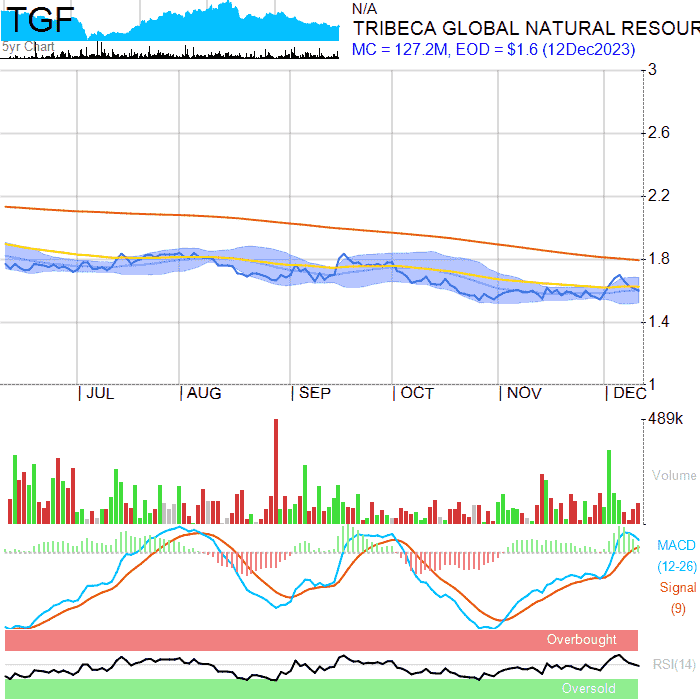 TGF
5yr Chart
N/A
TRIBECA GLOBAL NATURAL RESOUR
MC = 127.2M, EOD = $1.6 (12Dec2023)
3
2.6
2.2
1.8
1.4
1
JUL
AUG
SEP
OCT
NOV
DEC
489k
Volume
MACD
(12-26)
Signal
(9)
Overbought
RSI(14)
Oversold